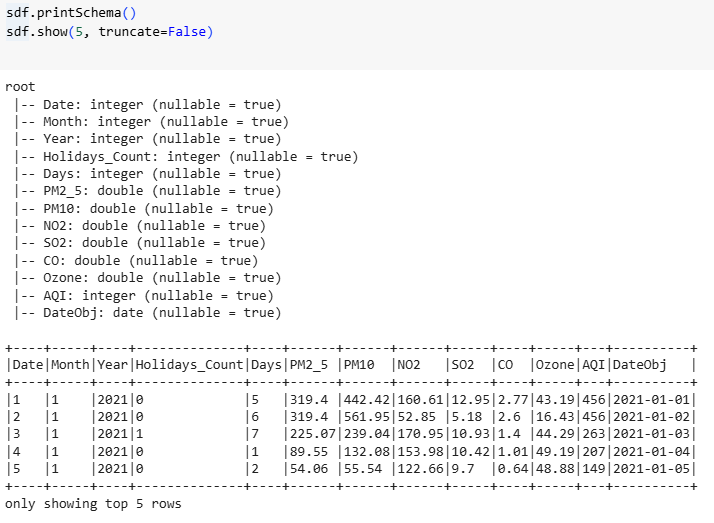 sdf.printSchema()
sdf.show(5, truncate=False)
root
 |-- Date: integer (nullable = true)
 |-- Month: integer (nullable = true)
 |-- Year: integer (nullable = true)
 |-- Holidays_Count: integer (nullable = true)
 |-- Days: integer (nullable = true)
 |-- PM2_5: double (nullable = true)
 |-- PM10: double (nullable = true)
 |-- NO2: double (nullable = true)
 |-- SO2: double (nullable = true)
 |-- CO: double (nullable = true)
 |-- Ozone: double (nullable = true)
 |-- AQI: integer (nullable = true)
 |-- DateObj: date (nullable = true)
+----+-----+----+--------------+----+------+------+------+-----+----+-----+---+----------+
|Date|Month|Year|Holidays_Count|Days|PM2_5 |PM10  |NO2   |SO2  |CO  |Ozone|AQI|DateObj   |
+----+-----+----+--------------+----+------+------+------+-----+----+-----+---+----------+
|1   |1    |2021|0             |5   |319.4 |442.42|160.61|12.95|2.77|43.19|456|2021-01-01|
|2   |1    |2021|0             |6   |319.4 |561.95|52.85 |5.18 |2.6 |16.43|456|2021-01-02|
|3   |1    |2021|1             |7   |225.07|239.04|170.95|10.93|1.4 |44.29|263|2021-01-03|
|4   |1    |2021|0             |1   |89.55 |132.08|153.98|10.42|1.01|49.19|207|2021-01-04|
|5   |1    |2021|0             |2   |54.06 |55.54 |122.66|9.7  |0.64|48.88|149|2021-01-05|
+----+-----+----+--------------+----+------+------+------+-----+----+-----+---+----------+
only showing top 5 rows